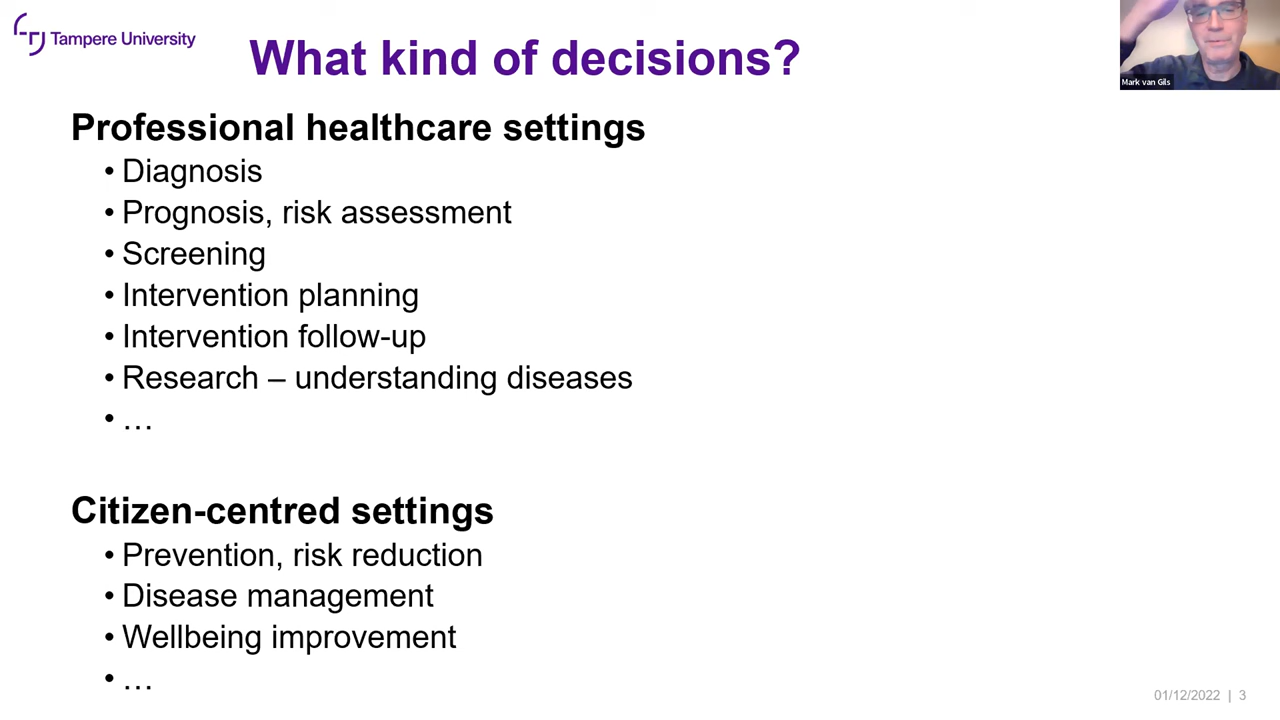 Tampere University
What kind of decisions?
Mark van Gils
Professional healthcare settings
• Diagnosis
• Prognosis, risk assessment
• Screening
• Intervention planning
• Intervention follow-up
• Research – understanding diseases
• …
Citizen-centred settings
• Prevention, risk reduction
• Disease management
• Wellbeing improvement
• …
01/12/2022 | 3